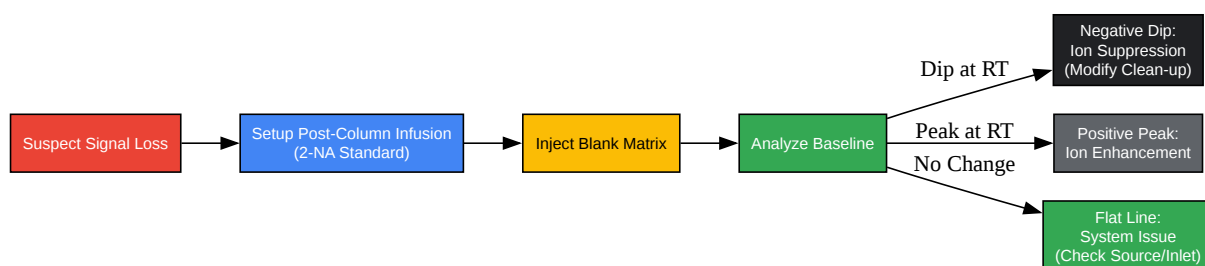 Suspect Signal Loss
Setup Post-Column Infusion
(2-NA Standard)
Inject Blank Matrix
Analyze Baseline
Dip at RT
Peak at RT
No Change
Negative Dip:
Ion Suppression
(Modify Clean-up)
Positive Peak:
Ion Enhancement
Flat Line:
System Issue
(Check Source/Inlet)